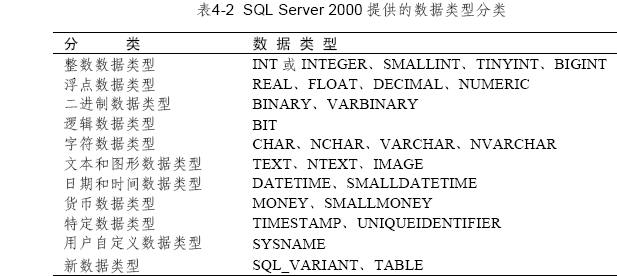 表4-2 SQL Server 2000 提供的数据类型分类
分 类 数 据 类 型
整数数据类型 INT 或 INTEGER、SMALLINT、TINYINT、BIGINT
浮点数据类型 REAL、FLOAT、DECIMAL、NUMERIC
二进制数据类型 BINARY、VARBINARY
逻辑数据类型 BIT
字符数据类型 CHAR、NCHAR、VARCHAR、NVARCHAR
文本和图形数据类型 TEXT、NTEXT、IMAGE
日期和时间数据类型 DATETIME、SMALLDATETIME
货币数据类型 MONEY、SMALLMONEY
特定数据类型 TIMESTAMP、UNIQUEIDENTIFIER
用户自定义数据类型 SYSNAME
新数据类型 SQL_VARIANT、TABLE